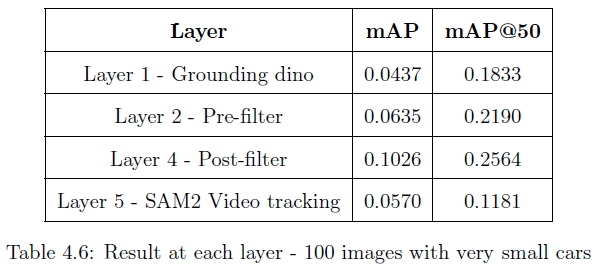 Layer mAP mAP@50
Layer 1 - Grounding dino 0.0437 0.1833
Layer 2 - Pre-filter 0.0635 0.2190
Layer 4 - Post-filter 0.1026 0.2564
Layer 5 - SAM2 Video tracking 0.0570 0.1181
Table 4.6: Result at each layer - 100 images with very small cars